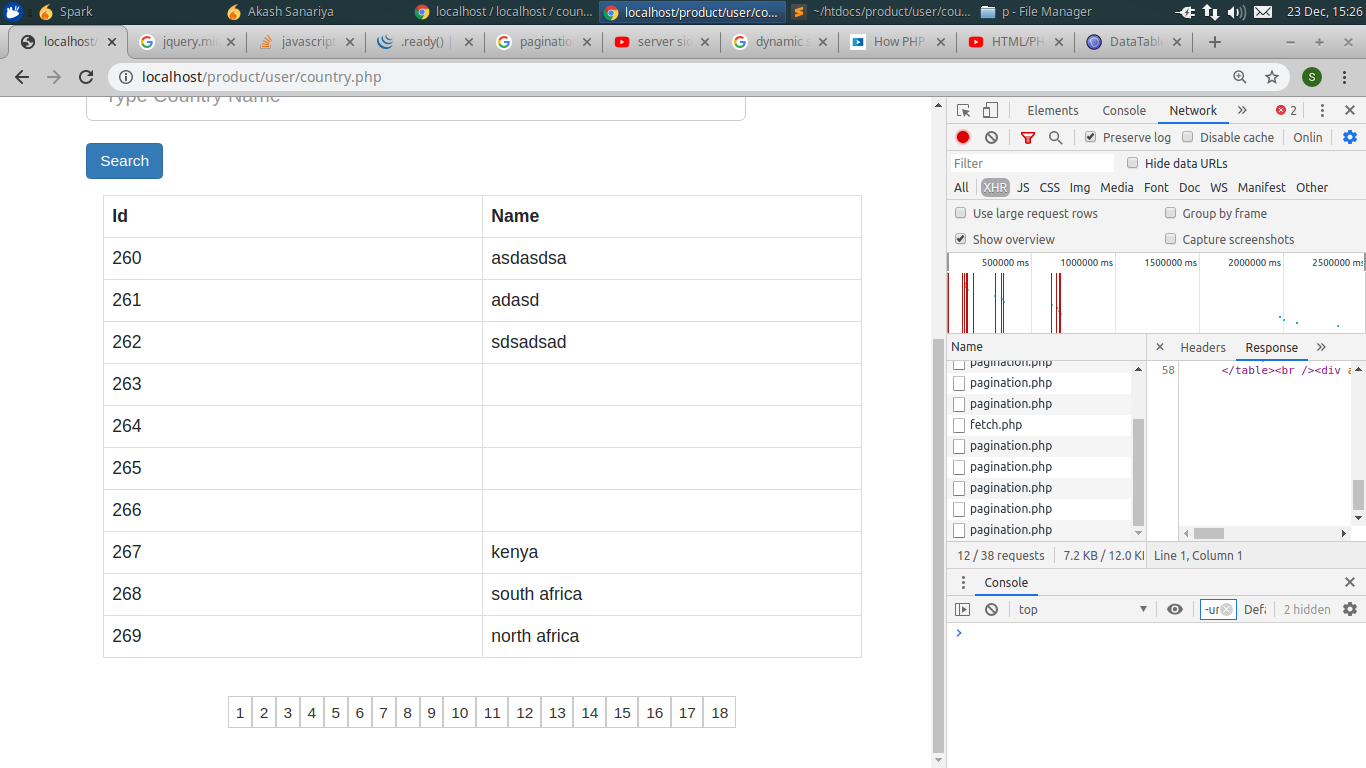 Spark
Akash Sanariya
localhost / localhost / coun...
localhost/product/user/co...
~/htdocs/product/user/cou...
p - File Manager
23 Dec, 15:26
localhost/
jquery.mi
javascript
.ready() |
paginatio
server sid
dynamic s
How PHP
HTML/PH
DataTabl
localhost/product/user/country.php
S
Type Country Name
Search
Id Name
260 asdasdsa
261 adasd
262 sdsadsad
263
264
265
266
267 kenya
268 south africa
269 north africa
1 2 3 4 5 6 7 8 9 10 11 12 13 14 15 16 17 18
Elements Console Network » 2
Preserve log Disable cache Onlin
Filter Hide data URLs
All XHR JS CSS Img Media Font Doc WS Manifest Other
Use large request rows Group by frame
Show overview Capture screenshots
500000 ms 1000000 ms 1500000 ms 2000000 ms 2500000 ms
Name
pagination.php
pagination.php
pagination.php
fetch.php
pagination.php
pagination.php
pagination.php
pagination.php
pagination.php
12 / 38 requests 7.2 KB / 12.0 K
Headers Response »
58 </table><br /><div a
Line 1, Column 1
Console
top -ur Defa 2 hidden